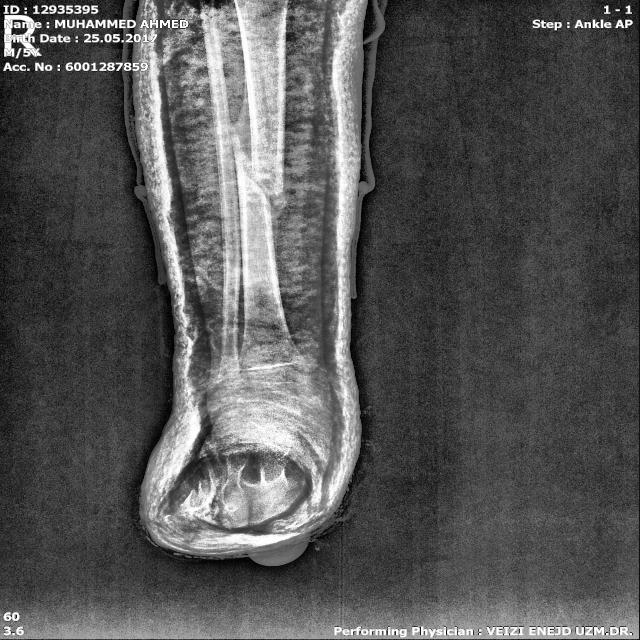 ID : 12935395
Name : MUHAMMED AHMED
Birth Date : 25.05.2017
M/5Y
Acc. No : 6001287859
R
1 - 1
Step : Ankle AP
60
3.6
Performing Physician : VEIZI ENEJD UZM.DR.